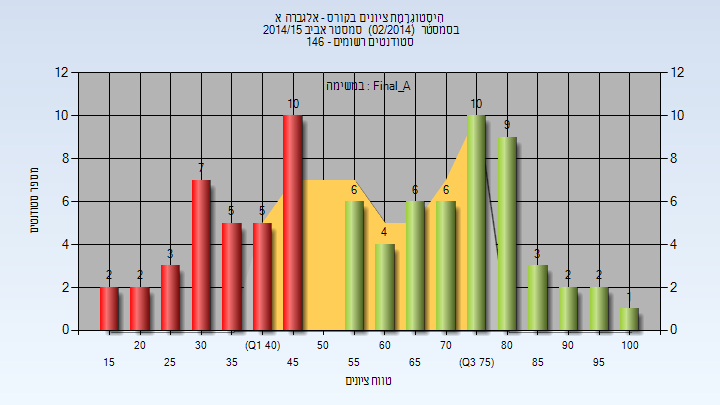 היסטוגרמת ציונים בקורס - אלגברה א
בסמסטר (02/2014) סמסטר אביב 2014/15
סטודנטים רשומים - 146
במשימה : Final_A
12 12
10 10
8 8
6 6
4 4
2 2
0 0
2 2 3 7 5 5 10 6 4 6 6 10 9 3 2 2 1
מספר סטודנטים
20 30 (Q1 40) 50 60 70 80 90 100
15 25 35 45 55 65 (Q3 75) 85 95
טווח ציונים